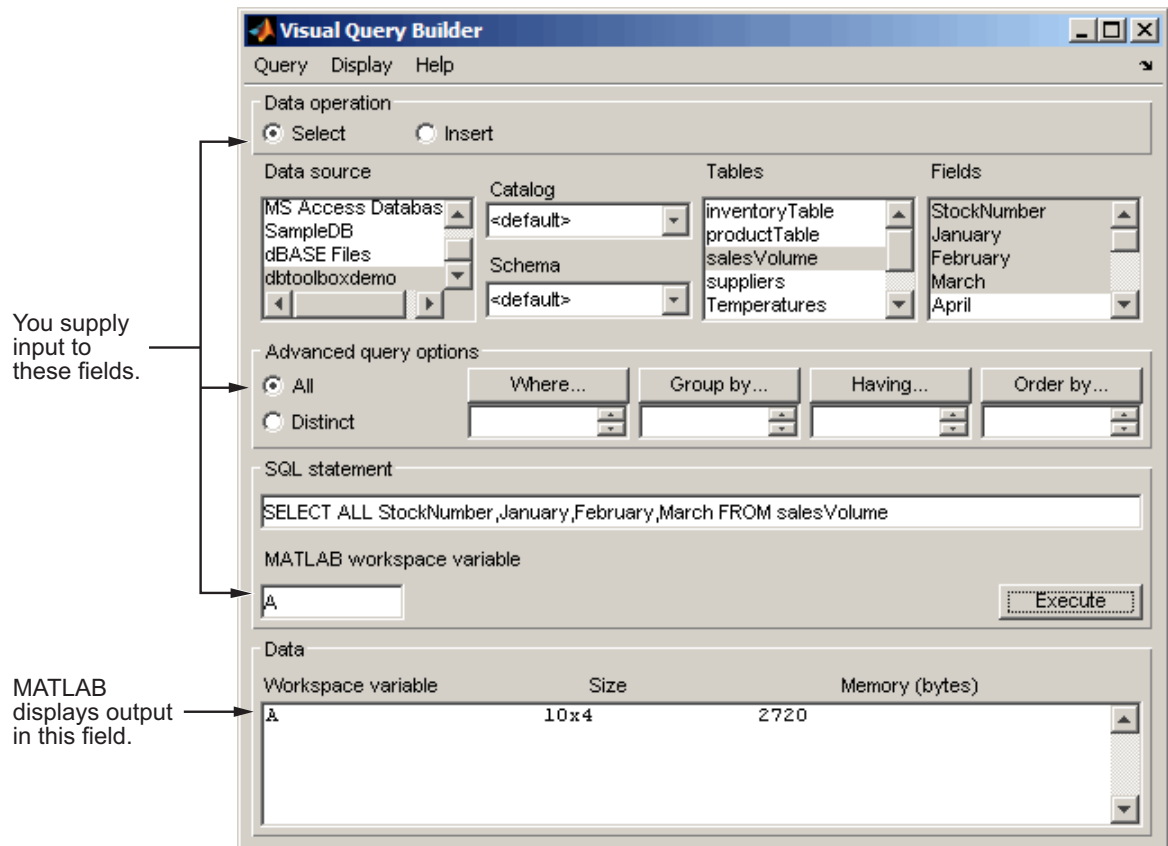 Visual Query Builder
Query Display Help
Data operation
Select Insert
Data source
Catalog
Tables
Fields
MS Access Databas
SampleDB
dBASE Files
dbtoolboxdemo
<default>
Schema
<default>
inventoryTable
productTable
salesVolume
suppliers
Temperatures
StockNumber
January
February
March
April
You supply
input to
these fields.
Advanced query options
All
Distinct
Where...
Group by...
Having...
Order by...
SQL statement
SELECT ALL StockNumber,January,February,March FROM salesVolume
MATLAB workspace variable
A
Execute
Data
Workspace variable Size Memory (bytes)
A 10x4 2720
MATLAB
displays output
in this field.